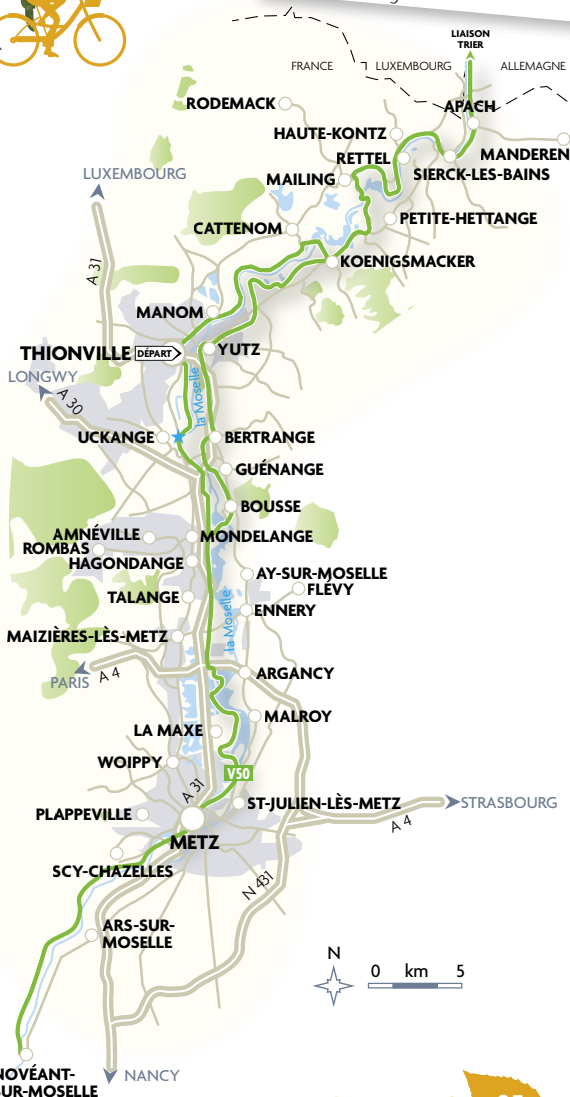 LIAISON
TRIER
FRANCE
LUXEMBOURG
ALLEMAGNE
RODEMACK
APACH
HAUTE-KONTZ
MANDEREN
RETTEL
SIERCK-LES-BAINS
MAILING
LUXEMBOURG
PETITE-HETTANGE
CATTENOM
KOENIGSMACKER
A 31
MANOM
THIONVILLE
DÉPART
YUTZ
LONGWY
A 30
la Moselle
UCKANGE
BERTRANGE
GUÉNANGE
BOUSSE
AMNÉVILLE
MONDELANGE
ROMBAS
HAGONDANGE
AY-SUR-MOSELLE
FLÉVY
TALANGE
ENNERY
la Moselle
MAIZIÈRES-LÈS-METZ
PARIS
A 4
ARGANCY
MALROY
LA MAXE
WOIPPY
V50
A 31
ST-JULIEN-LÈS-METZ
STRASBOURG
PLAPPEVILLE
A 4
METZ
SCY-CHAZELLES
N 431
ARS-SUR-
MOSELLE
N
0 km 5
NOVÉANT-
SUR-MOSELLE
NANCY